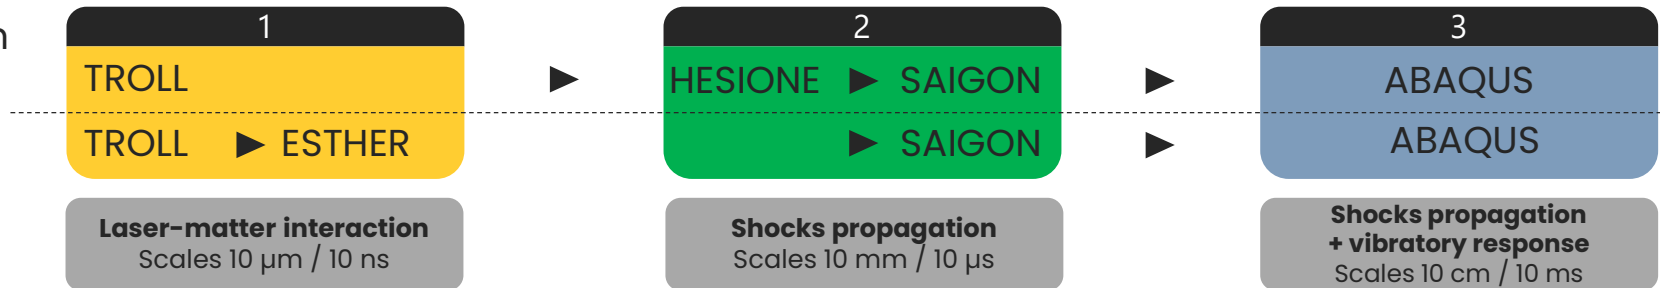 1
TROLL
TROLL ▶ ESTHER
Laser-matter interaction
Scales 10 µm / 10 ns
2
HESIONE ▶ SAIGON
▶ SAIGON
Shocks propagation
Scales 10 mm / 10 µs
3
ABAQUS
ABAQUS
Shocks propagation
+ vibratory response
Scales 10 cm / 10 ms